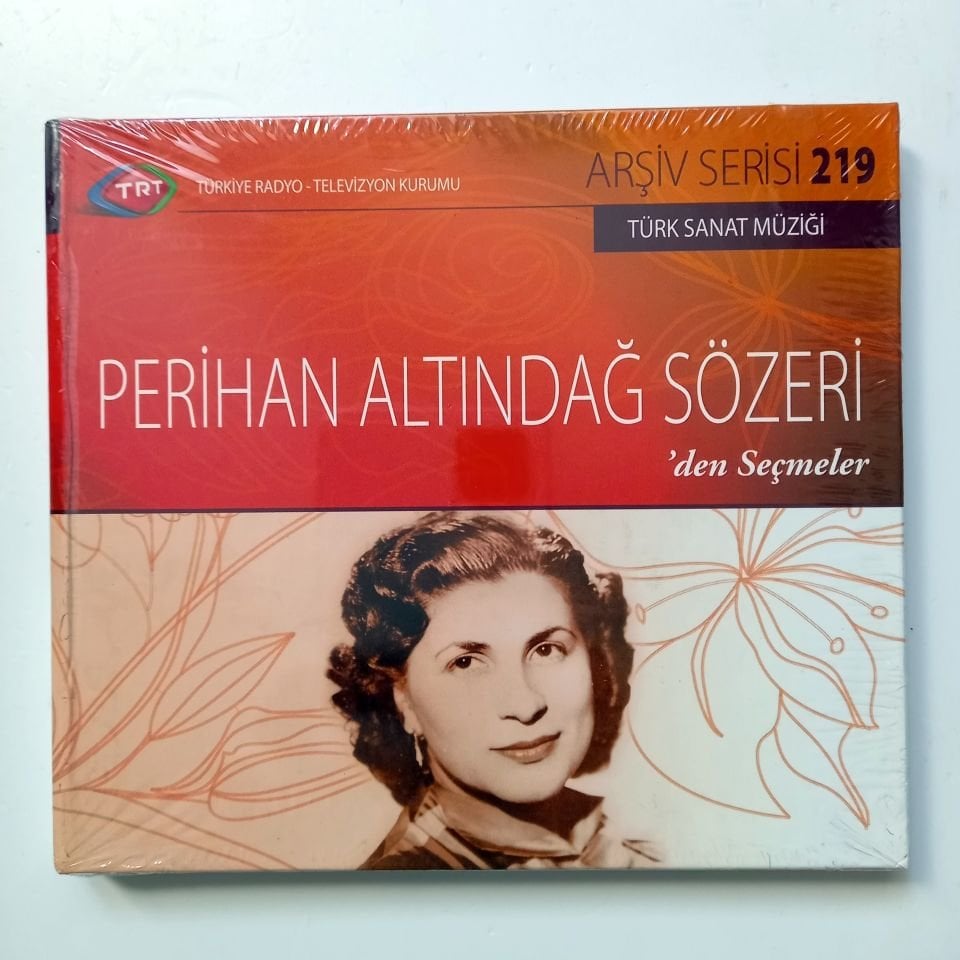 TRT
TÜRKİYE RADYO - TELEVİZYON KURUMU
ARŞİV SERİSİ 219
TÜRK SANAT MÜZİĞİ
PERİHAN ALTINDAĞ SÖZERİ
'den Seçmeler